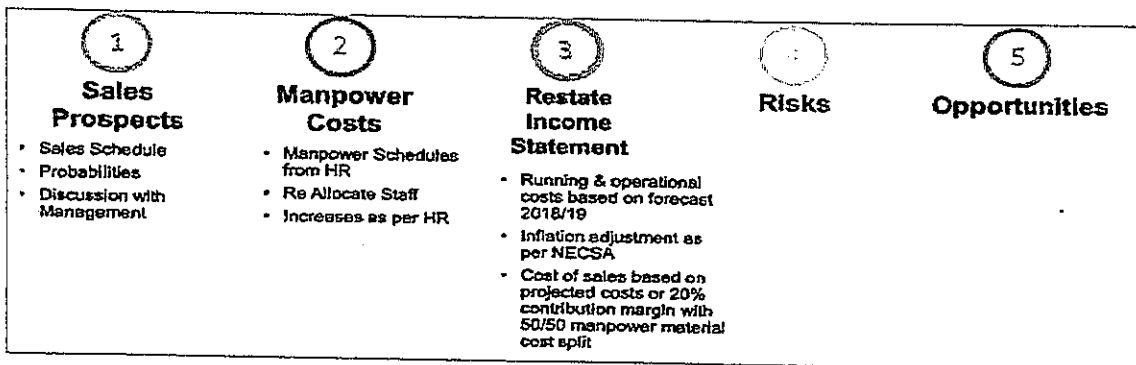 1
Sales
Prospects
• Sales Schedule
• Probabilities
• Discussion with
Management
2
Manpower
Costs
• Manpower Schedules
from HR
• Re Allocate Staff
• Increases as per HR
3
Restate
Income
Statement
• Running & operational
costs based on forecast
2018/19
• Inflation adjustment as
per NECSA
• Cost of sales based on
projected costs or 20%
contribution margin with
50/50 manpower material
cost split
Risks
5
Opportunities